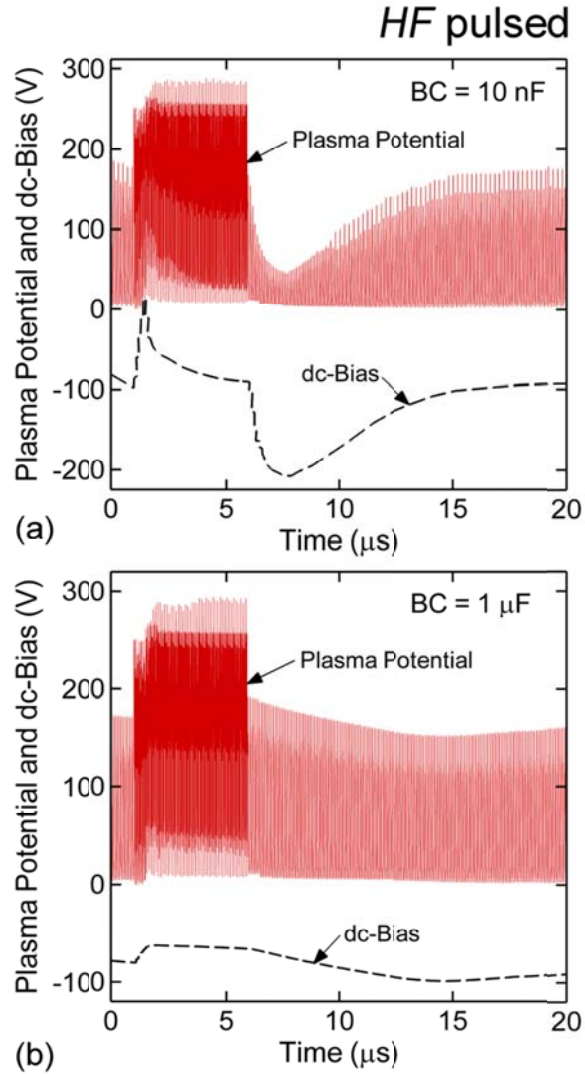 HF pulsed
Plasma Potential and dc-Bias (V)
300
200
100
0
-100
-200
BC = 10 nF
Plasma Potential
dc-Bias
0 5 10 15 20
Time (μs)
(a)
Plasma Potential and dc-Bias (V)
300
200
100
0
-100
BC = 1 μF
Plasma Potential
dc-Bias
0 5 10 15 20
Time (μs)
(b)